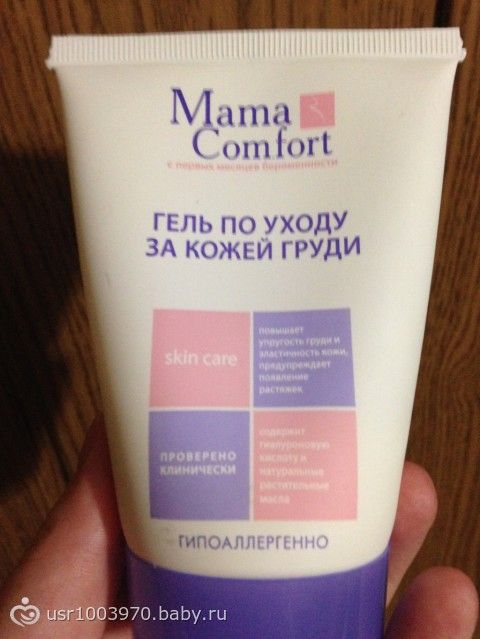 Mama
Comfort
с первых месяцев беременности
ГЕЛЬ ПО УХОДУ
ЗА КОЖЕЙ ГРУДИ
skin care
повышает
упругость груди и
эластичность кожи,
предупреждает
появление
растяжек
ПРОВЕРЕНО
КЛИНИЧЕСКИ
содержит
гиалуроновую
кислоту и
натуральные
растительные
масла
ГИПОАЛЛЕРГЕННО
usr1003970.baby.ru